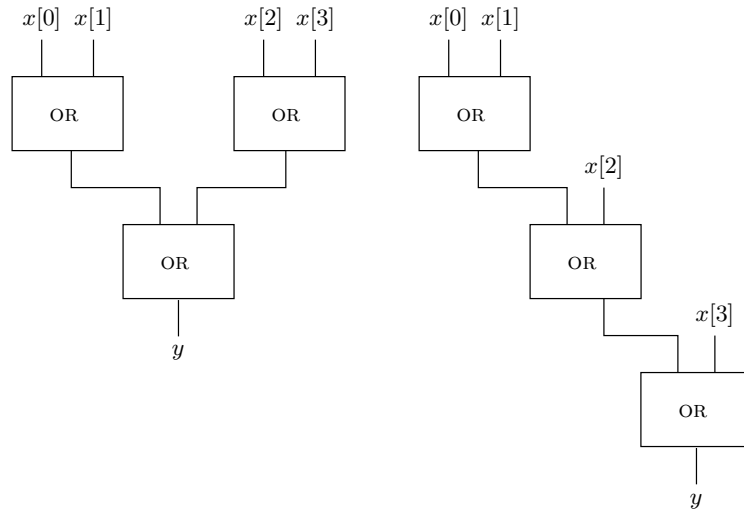 x[0] x[1] x[2] x[3] x[0] x[1]
OR OR OR
x[2]
OR OR
x[3]
y
OR
y